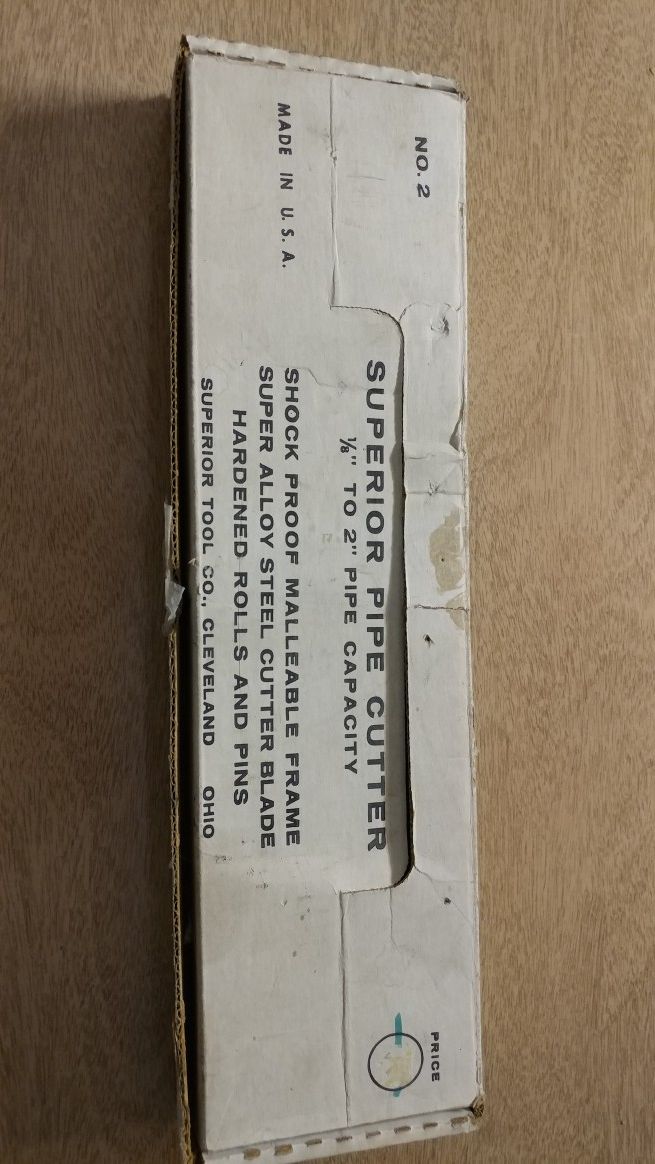 NO. 2
PRICE
SUPERIOR PIPE CUTTER
⅛" TO 2" PIPE CAPACITY
MADE IN U. S. A.
SHOCK PROOF MALLEABLE FRAME
SUPER ALLOY STEEL CUTTER BLADE
HARDENED ROLLS AND PINS
SUPERIOR TOOL CO., CLEVELAND OHIO